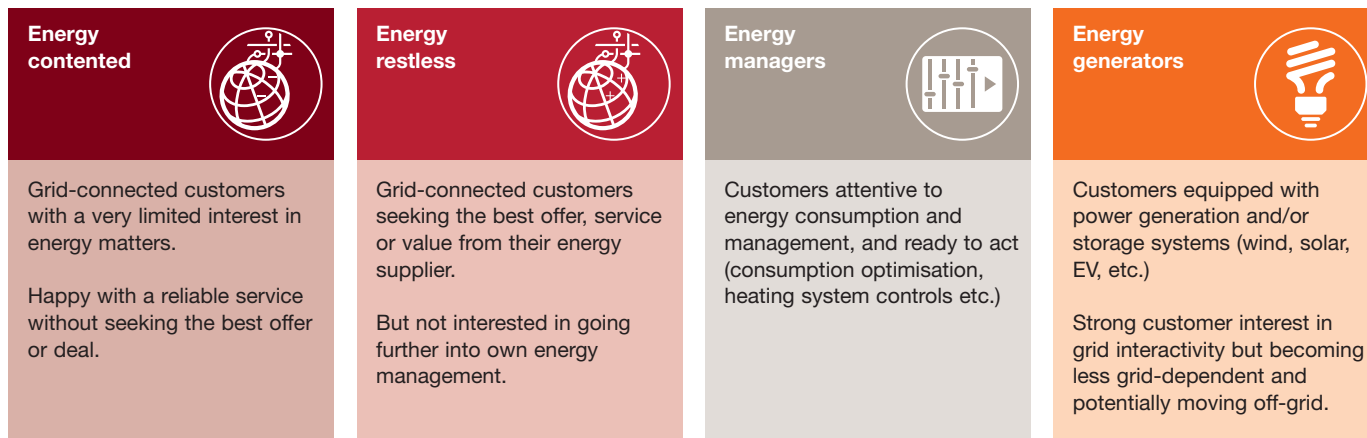 Energy
contented
Grid-connected customers
with a very limited interest in
energy matters.
Happy with a reliable service
without seeking the best offer
or deal.
Energy
restless
Grid-connected customers
seeking the best offer, service
or value from their energy
supplier.
But not interested in going
further into own energy
management.
Energy
managers
Customers attentive to
energy consumption and
management, and ready to act
(consumption optimisation,
heating system controls etc.)
Energy
generators
Customers equipped with
power generation and/or
storage systems (wind, solar,
EV, etc.)
Strong customer interest in
grid interactivity but becoming
less grid-dependent and
potentially moving off-grid.